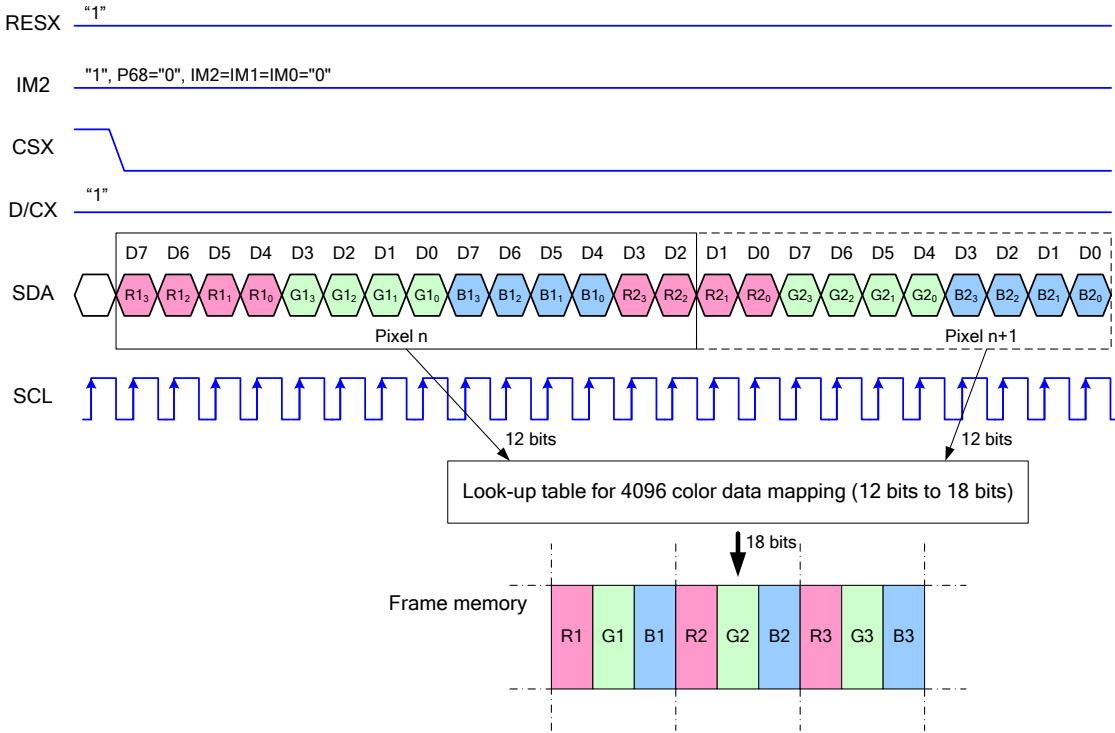 RESX “1”
IM2 "1", P68="0", IM2=IM1=IM0="0"
CSX
D/CX “1”
D7 D6 D5 D4 D3 D2 D1 D0 D7 D6 D5 D4 D3 D2 D1 D0 D7 D6 D5 D4 D3 D2 D1 D0
SDA R1₃ R1₂ R1₁ R1₀ G1₃ G1₂ G1₁ G1₀ B1₃ B1₂ B1₁ B1₀ R2₃ R2₂ R2₁ R2₀ G2₃ G2₂ G2₁ G2₀ B2₃ B2₂ B2₁ B2₀
Pixel n Pixel n+1
SCL
12 bits 12 bits
Look-up table for 4096 color data mapping (12 bits to 18 bits)
18 bits
Frame memory
R1 G1 B1 R2 G2 B2 R3 G3 B3